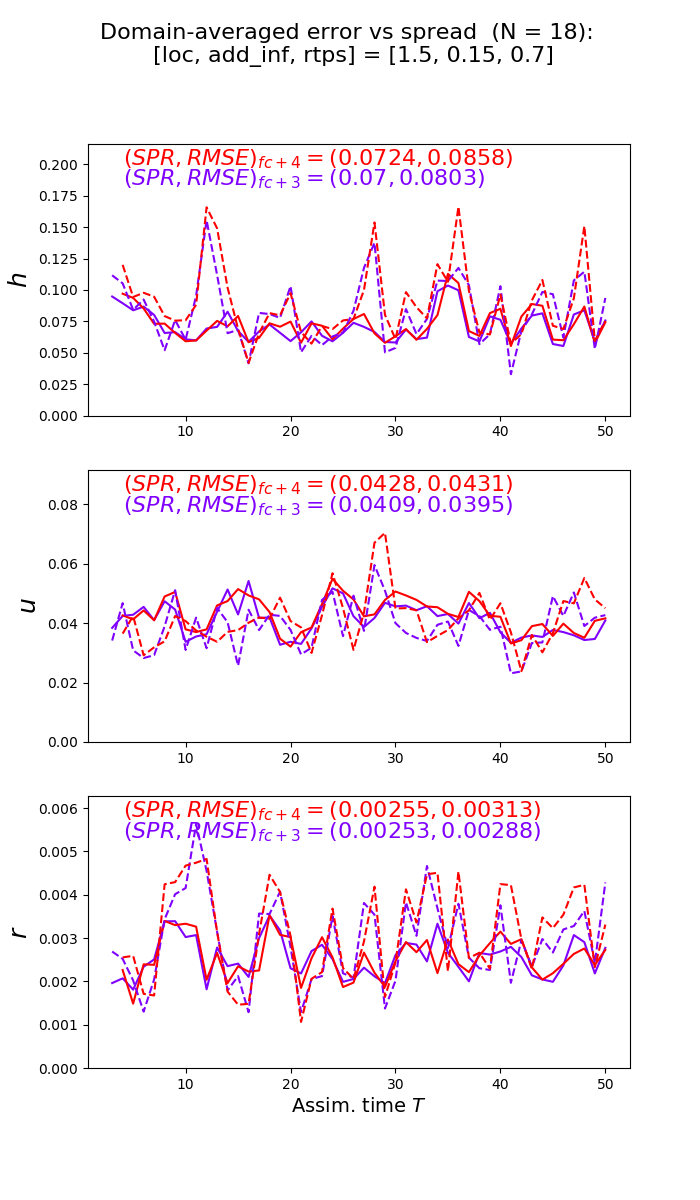 Domain-averaged error vs spread (N = 18):
[loc, add_inf, rtps] = [1.5, 0.15, 0.7]
(SPR, RMSE)fc+4 = (0.0724, 0.0858)
(SPR, RMSE)fc+3 = (0.07, 0.0803)
h
0.200
0.175
0.150
0.125
0.100
0.075
0.050
0.025
0.000
10 20 30 40 50
(SPR, RMSE)fc+4 = (0.0428, 0.0431)
(SPR, RMSE)fc+3 = (0.0409, 0.0395)
u
0.08
0.06
0.04
0.02
0.00
10 20 30 40 50
(SPR, RMSE)fc+4 = (0.00255, 0.00313)
(SPR, RMSE)fc+3 = (0.00253, 0.00288)
r
0.006
0.005
0.004
0.003
0.002
0.001
0.000
10 20 30 40 50
Assim. time T